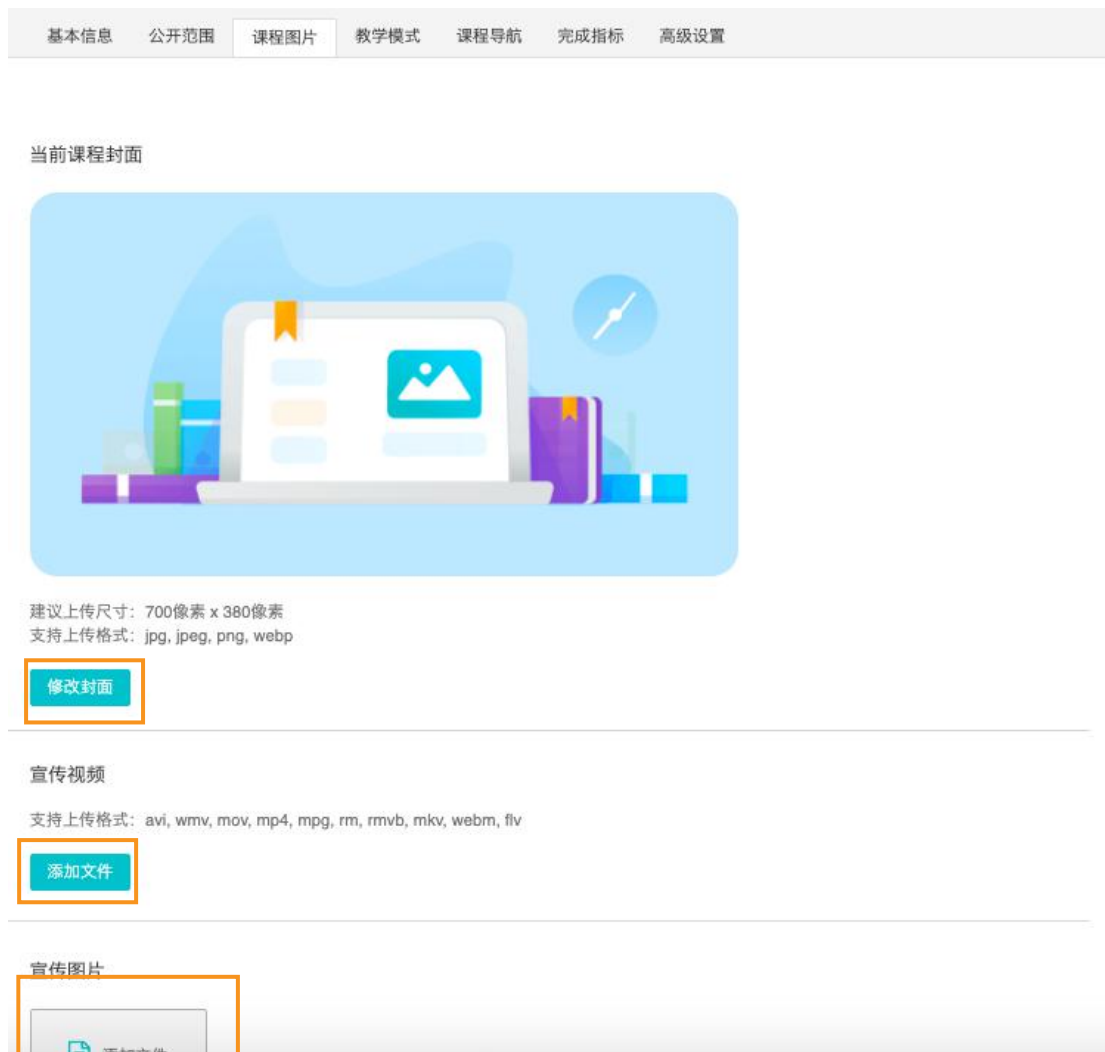 基本信息 公开范围 课程图片 教学模式 课程导航 完成指标 高级设置
当前课程封面
建议上传尺寸：700像素 x 380像素
支持上传格式：jpg, jpeg, png, webp
修改封面
宣传视频
支持上传格式：avi, wmv, mov, mp4, mpg, rm, rmvb, mkv, webm, flv
添加文件
宣传图片
添加文件